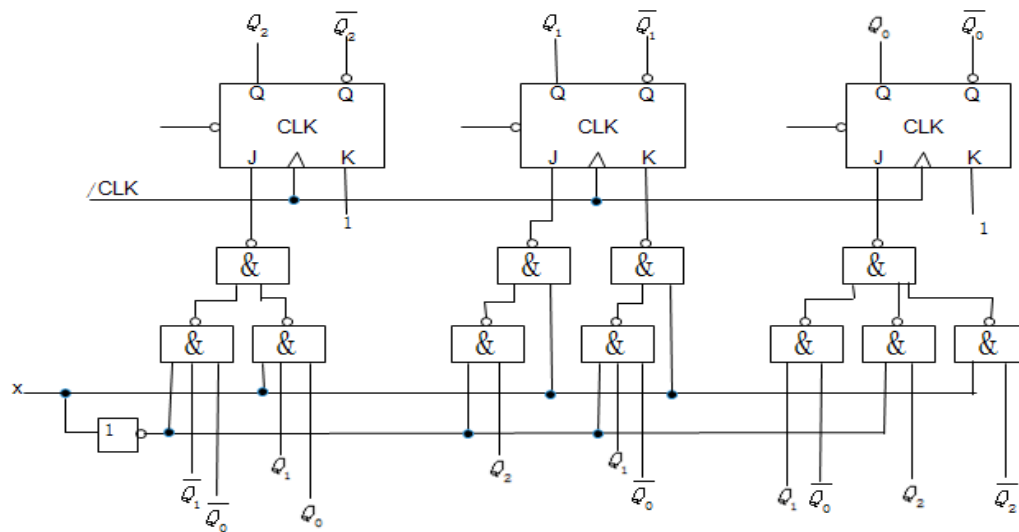 Q₂ Q̅₂ Q₁ Q̅₁ Q₀ Q̅₀
Q Q Q Q Q Q
CLK CLK CLK
J K J K J K
/CLK
1 1
& & & &
& & & & & & &
x
1
Q̅₁ Q̅₀ Q₁ Q₀ Q₂ Q₁ Q̅₀ Q₁ Q̅₀ Q₂ Q̅₂